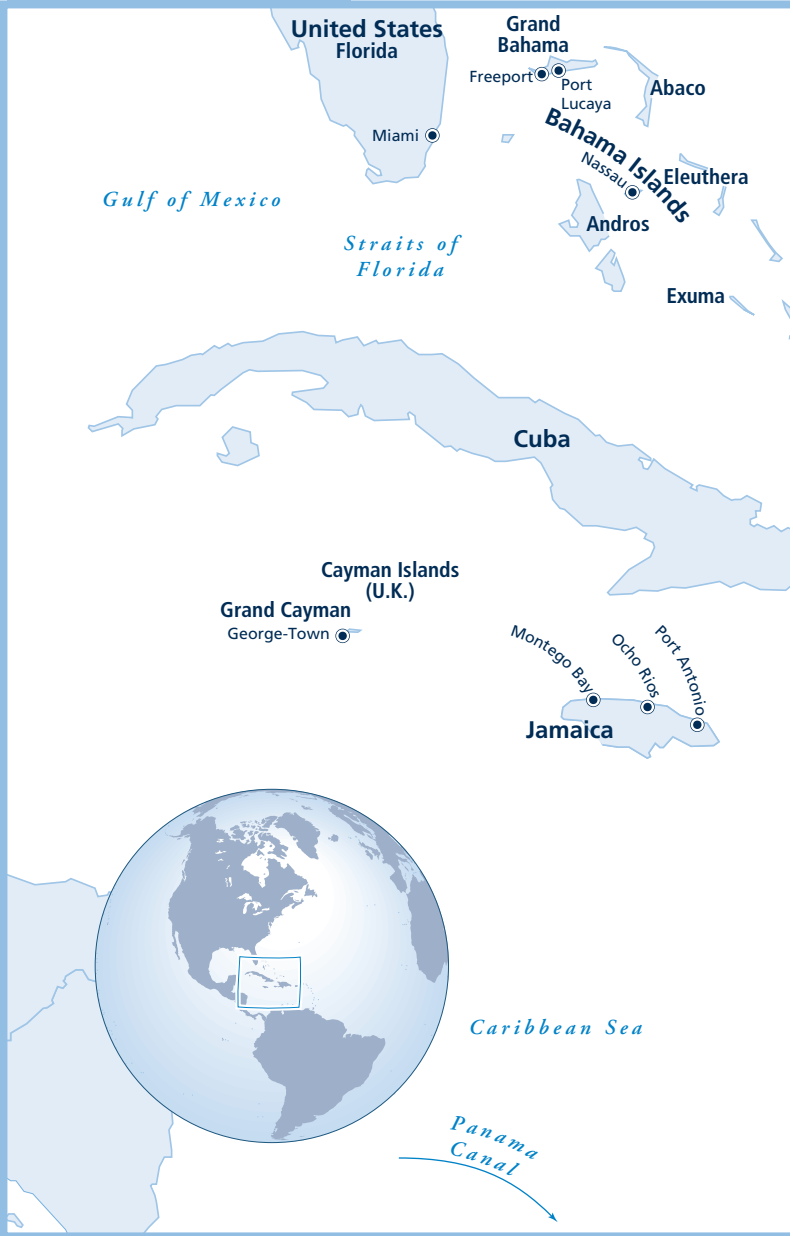 United States
Florida
Grand
Bahama
Freeport
Port
Lucaya
Abaco
Miami
Bahama Islands
Nassau
Eleuthera
Gulf of Mexico
Andros
Straits of
Florida
Exuma
Cuba
Cayman Islands
(U.K.)
Grand Cayman
George-Town
Montego Bay
Ocho Rios
Port Antonio
Jamaica
Caribbean Sea
Panama
Canal